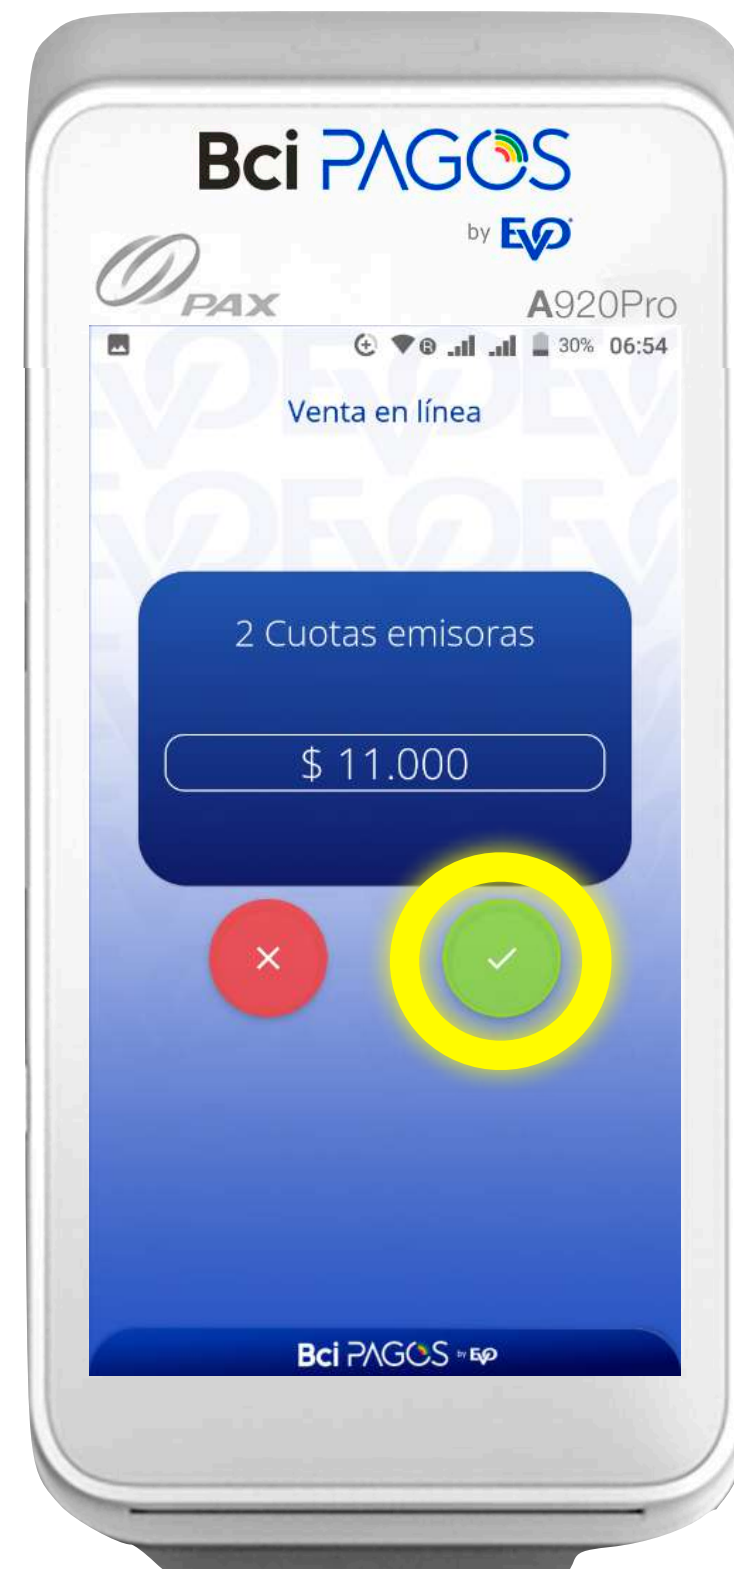 Bci PAGOS
by EVO
PAX
A920Pro
R 30% 06:54
Venta en línea
2 Cuotas emisoras
$ 11.000
Bci PAGOS by EVO